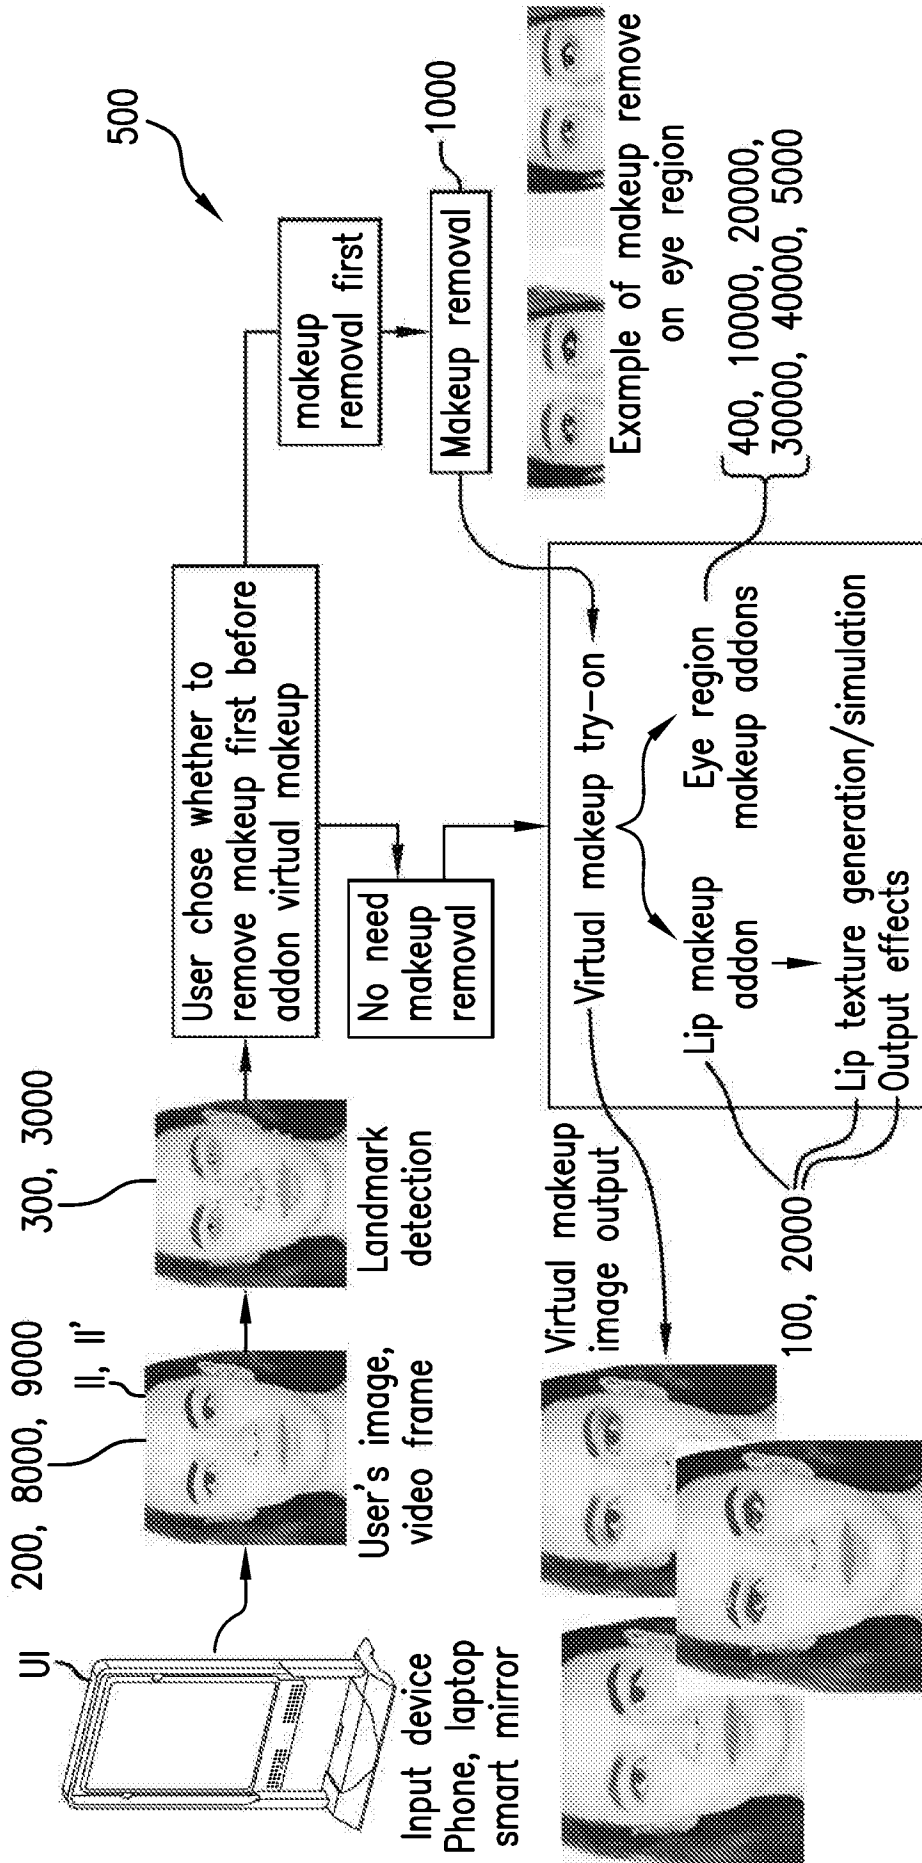 500
UI
200, 8000, 9000
II, II'
300, 3000
Input device
Phone, laptop
smart mirror
User's image,
video frame
Landmark
detection
User chose whether to
remove makeup first before
addon virtual makeup
makeup
removal first
No need
makeup
removal
Makeup removal
1000
Example of makeup remove
on eye region
Virtual makeup
image output
Virtual makeup try-on
Lip makeup
addon
Eye region
makeup addons
400, 10000, 20000,
30000, 40000, 5000
Lip texture generation/simulation
Output effects
100, 2000